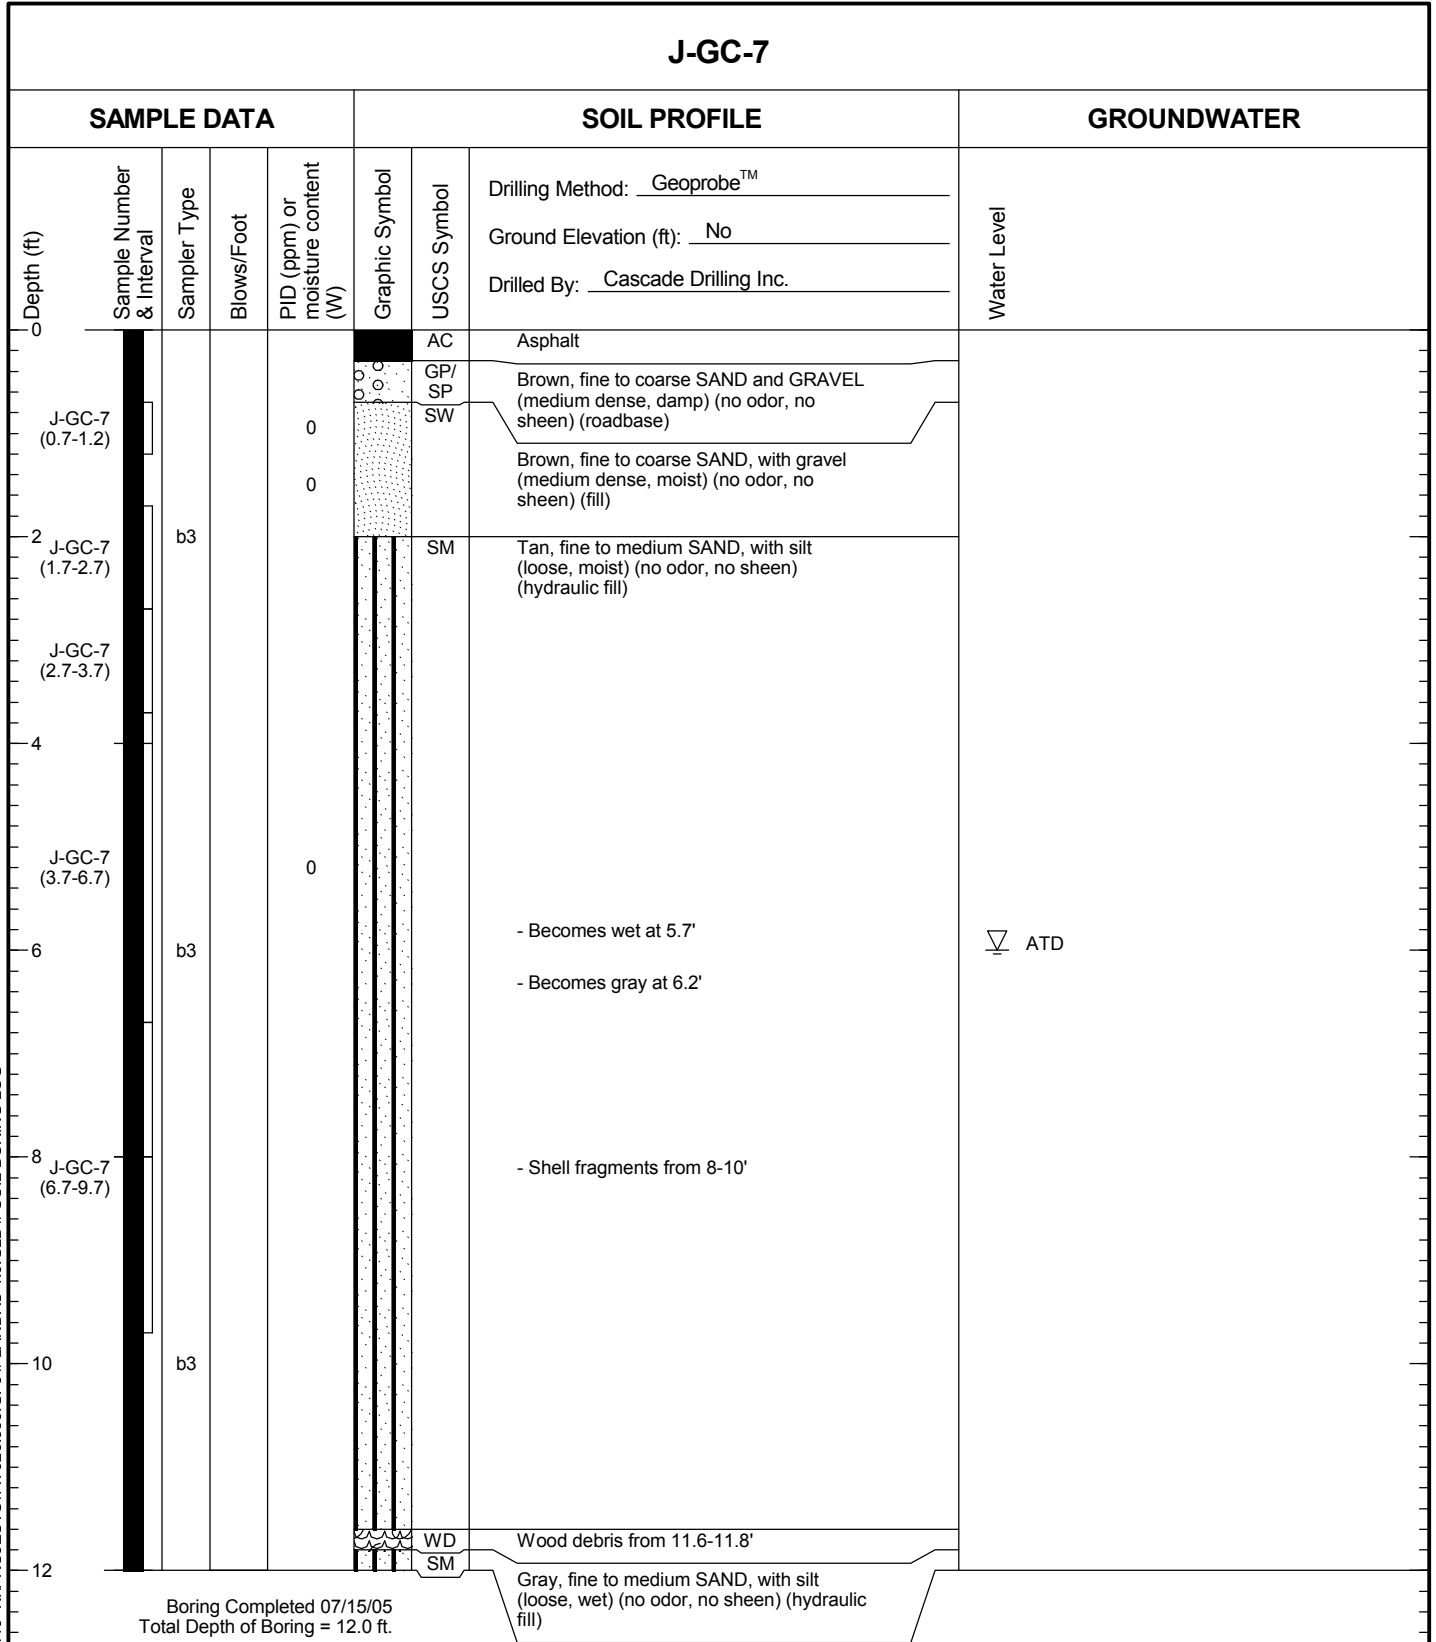 J-GC-7
SAMPLE DATA
SOIL PROFILE
GROUNDWATER
Depth (ft)
Sample Number
& Interval
Sampler Type
Blows/Foot
PID (ppm) or
moisture content
(W)
Graphic Symbol
USCS Symbol
Drilling Method: Geoprobe™
Ground Elevation (ft): No
Drilled By: Cascade Drilling Inc.
Water Level
0
AC
Asphalt
GP/
SP
Brown, fine to coarse SAND and GRAVEL
(medium dense, damp) (no odor, no
sheen) (roadbase)
J-GC-7
(0.7-1.2)
0
SW
Brown, fine to coarse SAND, with gravel
(medium dense, moist) (no odor, no
sheen) (fill)
0
2
J-GC-7
(1.7-2.7)
b3
SM
Tan, fine to medium SAND, with silt
(loose, moist) (no odor, no sheen)
(hydraulic fill)
J-GC-7
(2.7-3.7)
4
J-GC-7
(3.7-6.7)
0
- Becomes wet at 5.7'
6
b3
ATD
- Becomes gray at 6.2'
8
J-GC-7
(6.7-9.7)
- Shell fragments from 8-10'
10
b3
WD
Wood debris from 11.6-11.8'
SM
12
Gray, fine to medium SAND, with silt
(loose, wet) (no odor, no sheen) (hydraulic
fill)
Boring Completed 07/15/05
Total Depth of Boring = 12.0 ft.